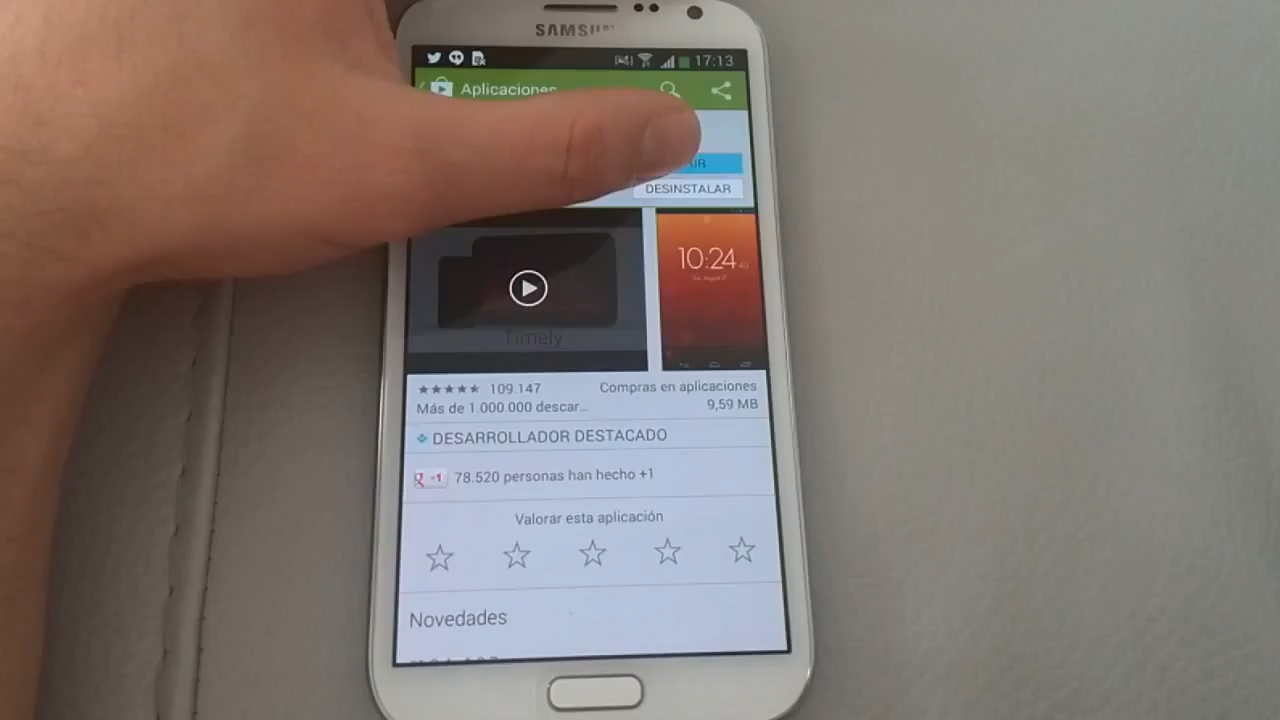 17:13
Aplicaciones
DESINSTALAR
Timely
10:24
109.147 Compras en aplicaciones
Más de 1.000.000 descar... 9,59 MB
DESARROLLADOR DESTACADO
g +1 78.520 personas han hecho +1
Valorar esta aplicación
Novedades